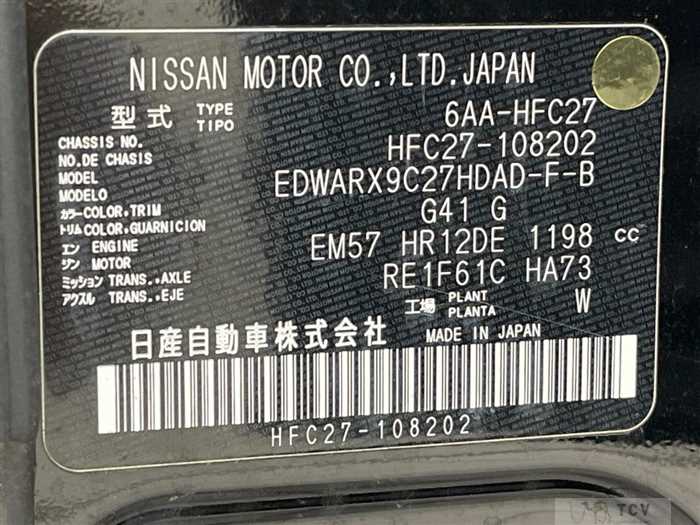 NISSAN MOTOR CO.,LTD.JAPAN
型式 TYPE TIPO 6AA-HFC27
CHASSIS NO. NO.DE CHASIS HFC27-108202
MODEL MODELO EDWARX9C27HDAD-F-B
カラー COLOR,TRIM
トリム COLOR,GUARNICION G41 G
エン ENGINE
ジン MOTOR EM57 HR12DE 1198 CC
ミッション TRANS.,AXLE
アクスル TRANS.,EJE RE1F61C HA73
工場 PLANT PLANTA W
日産自動車株式会社 MADE IN JAPAN
HFC27-108202
TCV